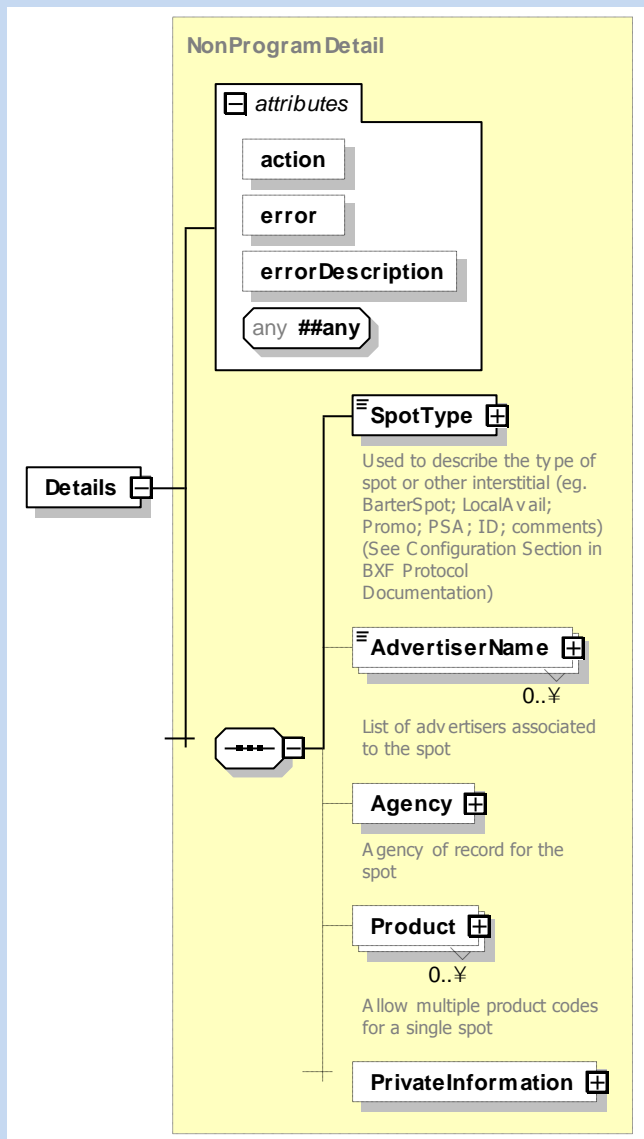 NonProgramDetail
attributes
action
error
errorDescription
any ##any
Details
SpotType
Used to describe the type of
spot or other interstitial (eg.
BarterSpot; LocalAvail;
Promo; PSA; ID; comments)
(See Configuration Section in
BXF Protocol
Documentation)
AdvertiserName
0..¥
List of advertisers associated
to the spot
Agency
Agency of record for the
spot
Product
0..¥
Allow multiple product codes
for a single spot
PrivateInformation